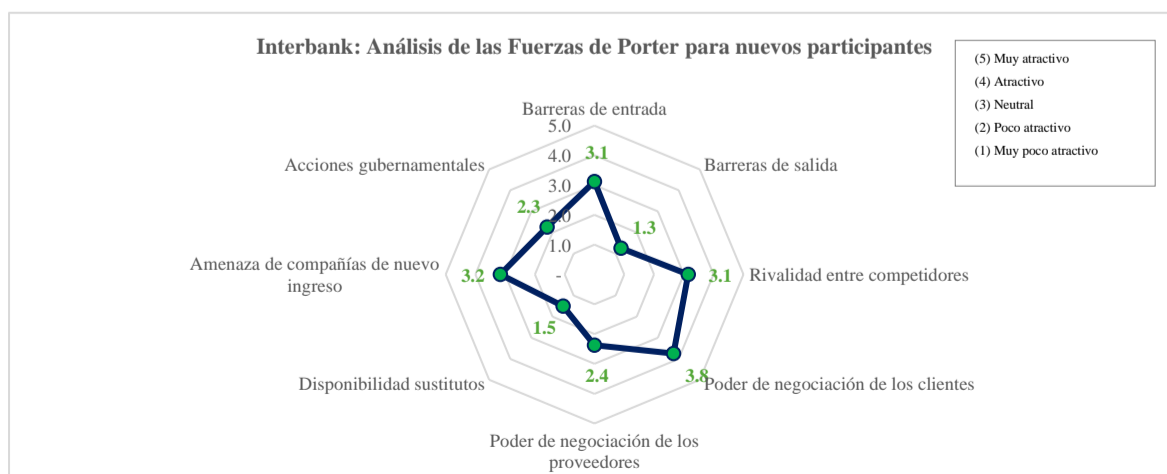 Interbank: Análisis de las Fuerzas de Porter para nuevos participantes
(5) Muy atractivo
(4) Atractivo
(3) Neutral
(2) Poco atractivo
(1) Muy poco atractivo
Barreras de entrada
5.0
4.0
3.1
Acciones gubernamentales
Barreras de salida
3.0
2.3
2.0
1.3
1.0
Amenaza de compañías de nuevo
ingreso
3.2
-
3.1
Rivalidad entre competidores
1.5
2.4
3.8
Disponibilidad sustitutos
Poder de negociación de los clientes
Poder de negociación de los
proveedores